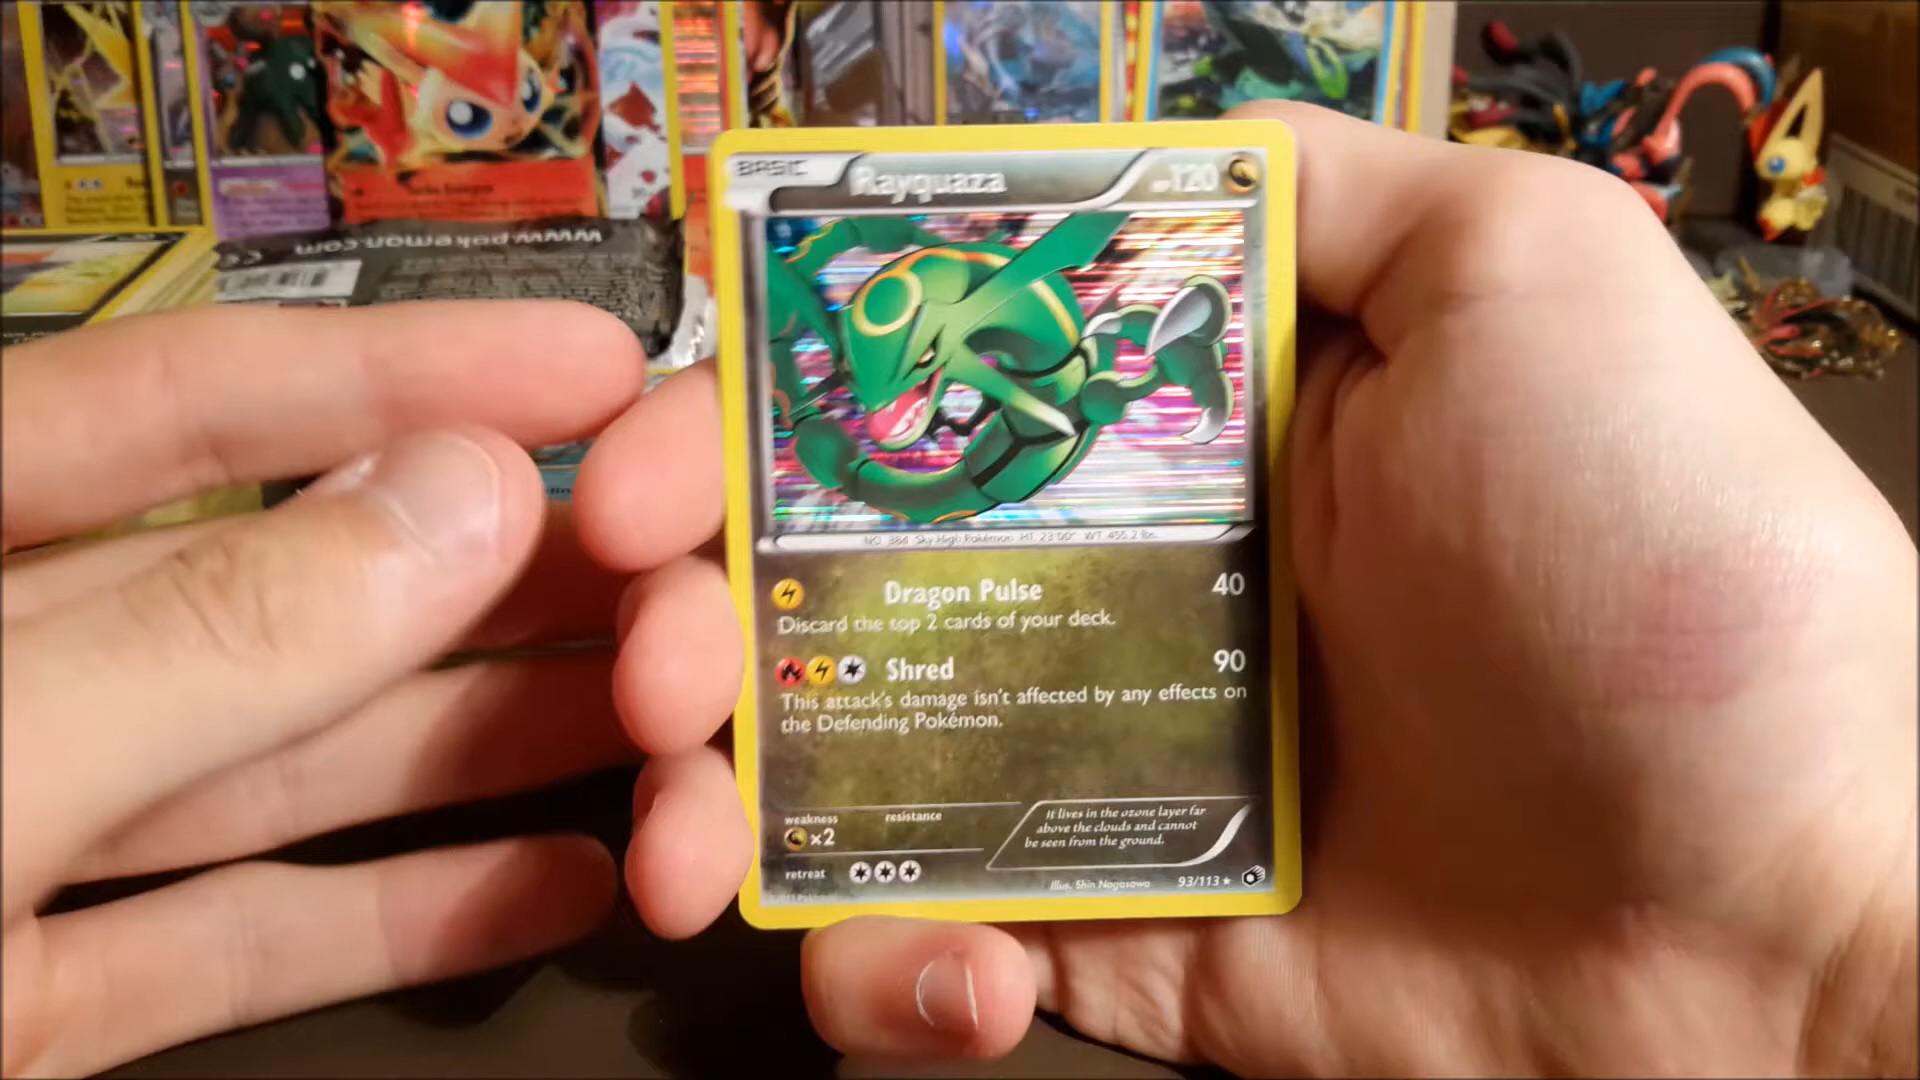 www.pokemon.com
BASIC Rayquaza HP120
NO. 384 Sky High Pokémon HT: 23'00" WT: 455.2 lbs.
Dragon Pulse 40
Discard the top 2 cards of your deck.
Shred 90
This attack's damage isn't affected by any effects on
the Defending Pokémon.
weakness resistance
×2
retreat
It lives in the ozone layer far
above the clouds and cannot
be seen from the ground.
Illus. Shin Nagasawa 93/113